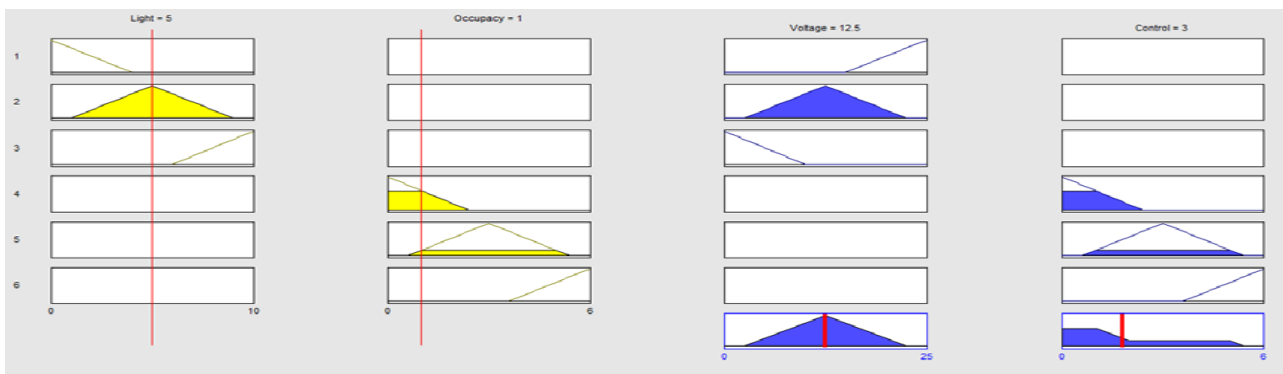 Light = 5
Occupancy = 1
Voltage = 12.5
Control = 3
1
2
3
4
5
6
0 10
0 6
0 25
0 6